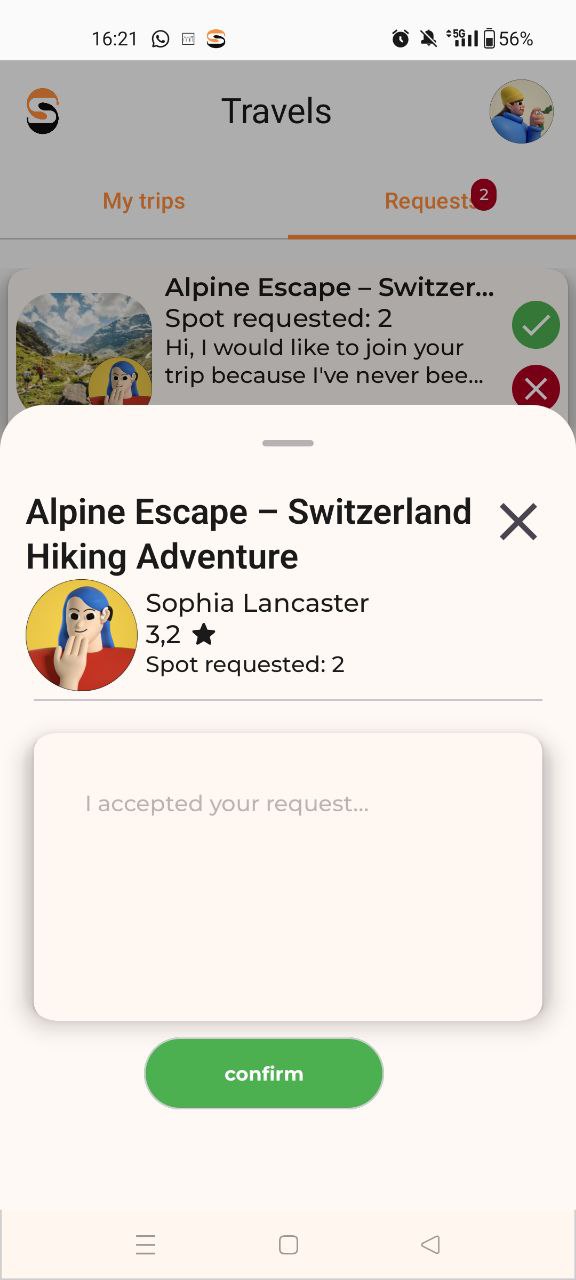 16:21
5G
56%
Travels
My trips
Requests
2
Alpine Escape – Switzer...
Spot requested: 2
Hi, I would like to join your
trip because I've never bee...
Alpine Escape – Switzerland
Hiking Adventure
Sophia Lancaster
3,2
Spot requested: 2
I accepted your request...
confirm